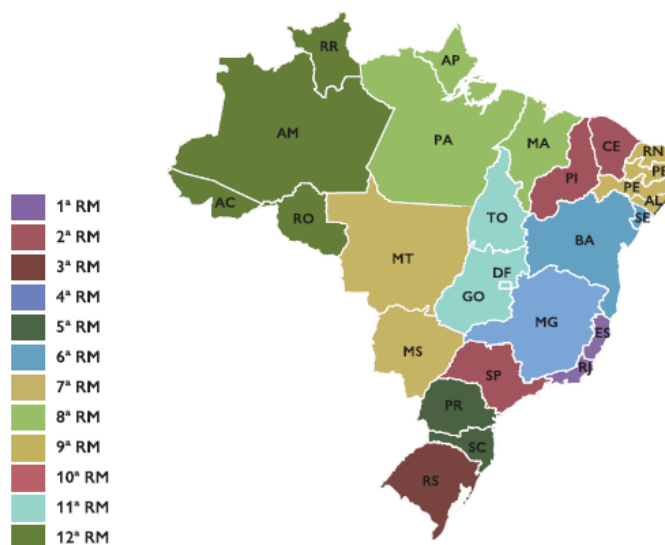 RR
AP
AM
PA
MA
CE
RN
PI
PE
AL
AC
SE
RO
TO
BA
MT
DF
GO
MG
ES
MS
SP
RJ
PR
SC
RS
1ª RM
2ª RM
3ª RM
4ª RM
5ª RM
6ª RM
7ª RM
8ª RM
9ª RM
10ª RM
11ª RM
12ª RM